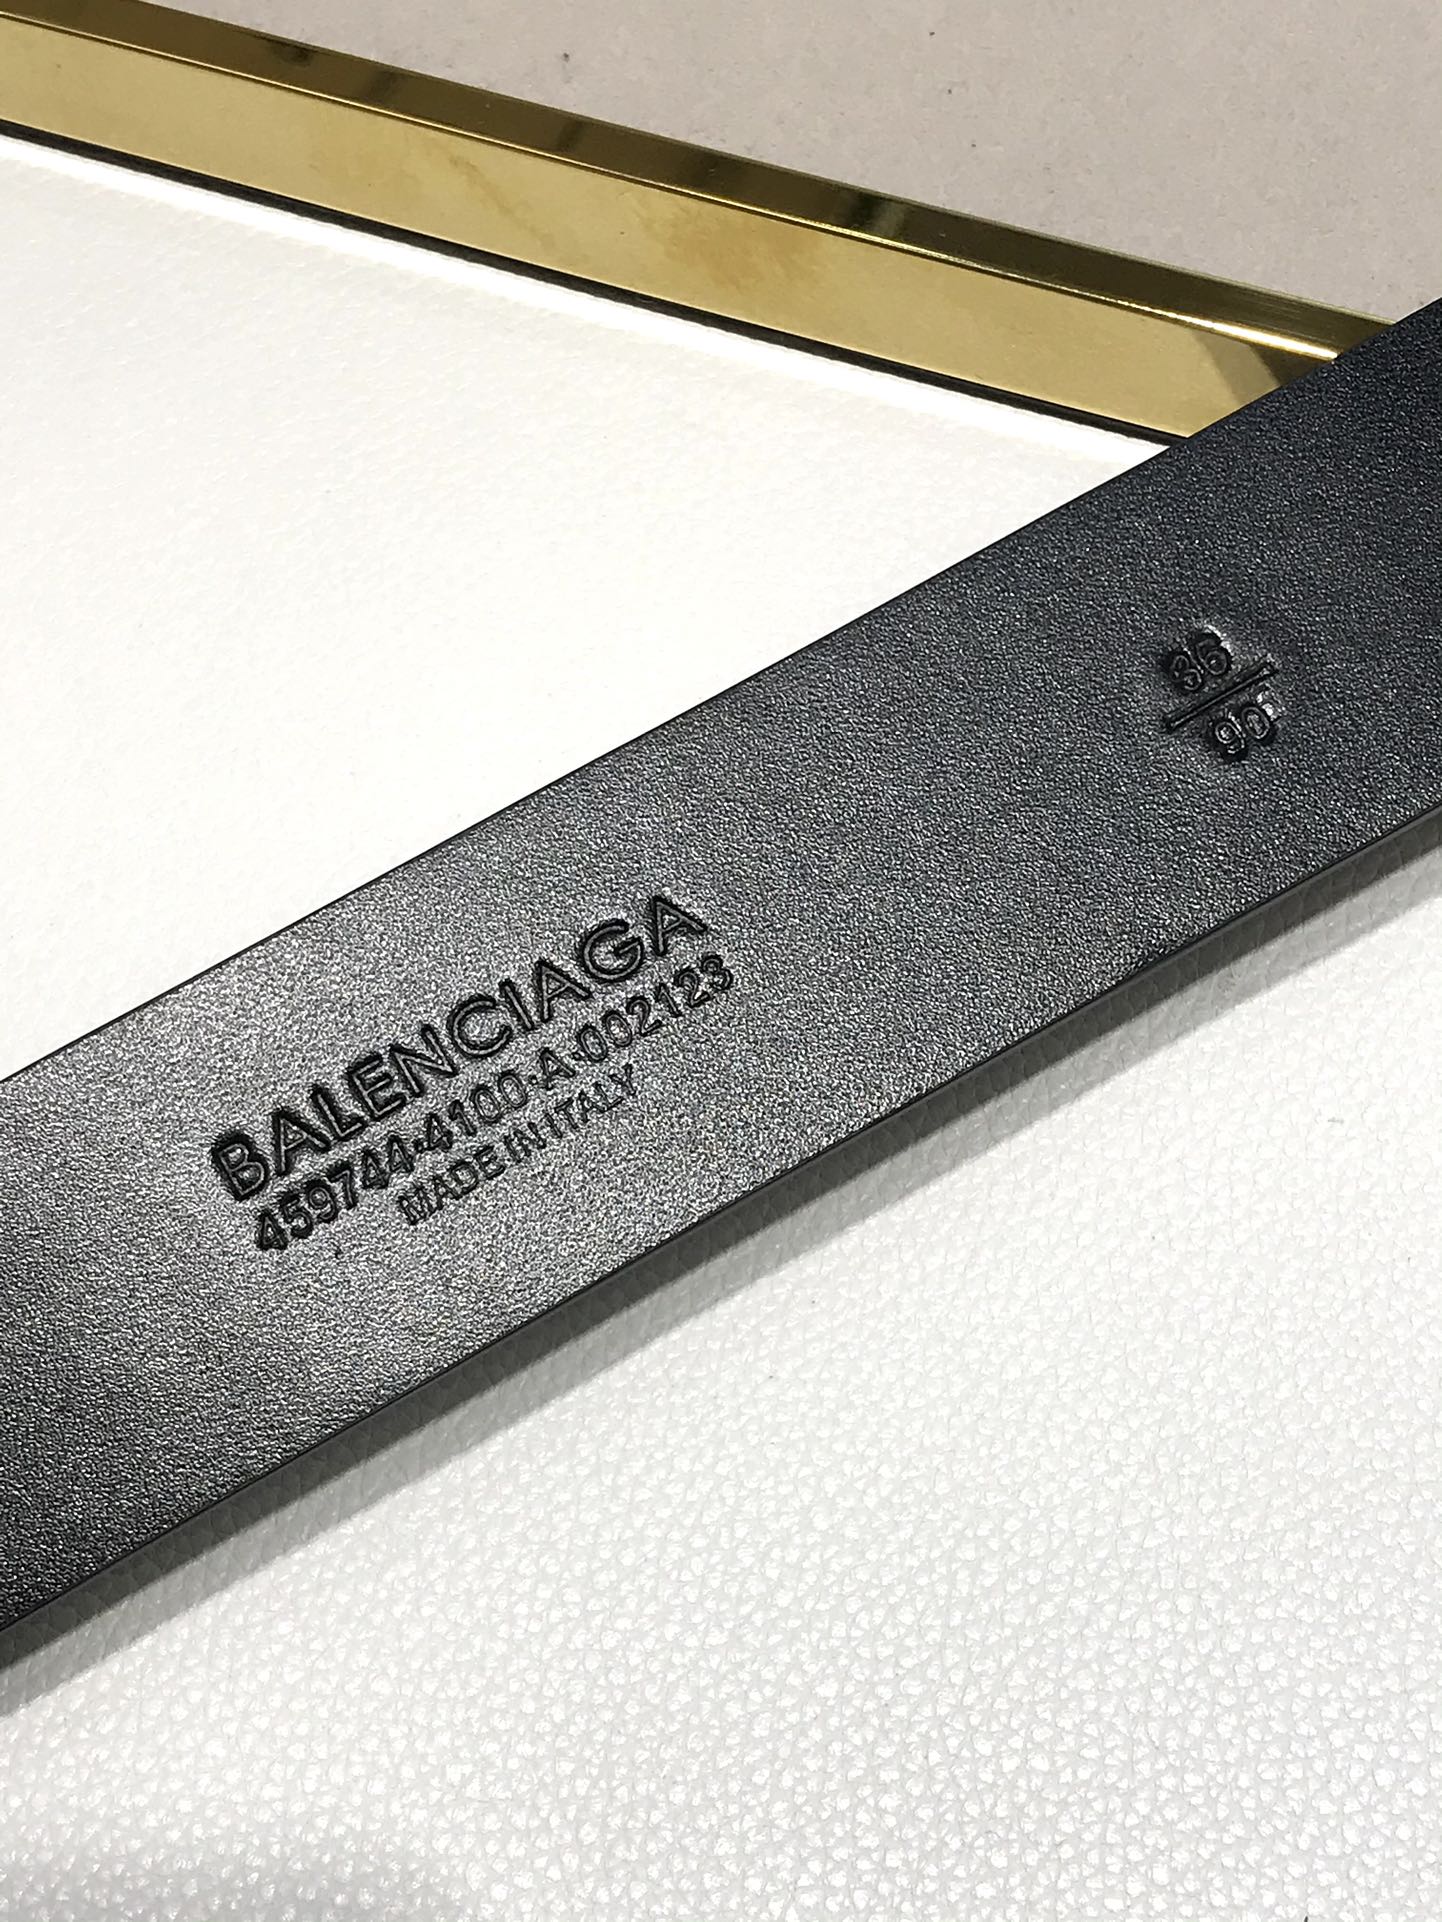 BALENCIAGA
459744·4100·A·002123
MADE IN ITALY
36
90